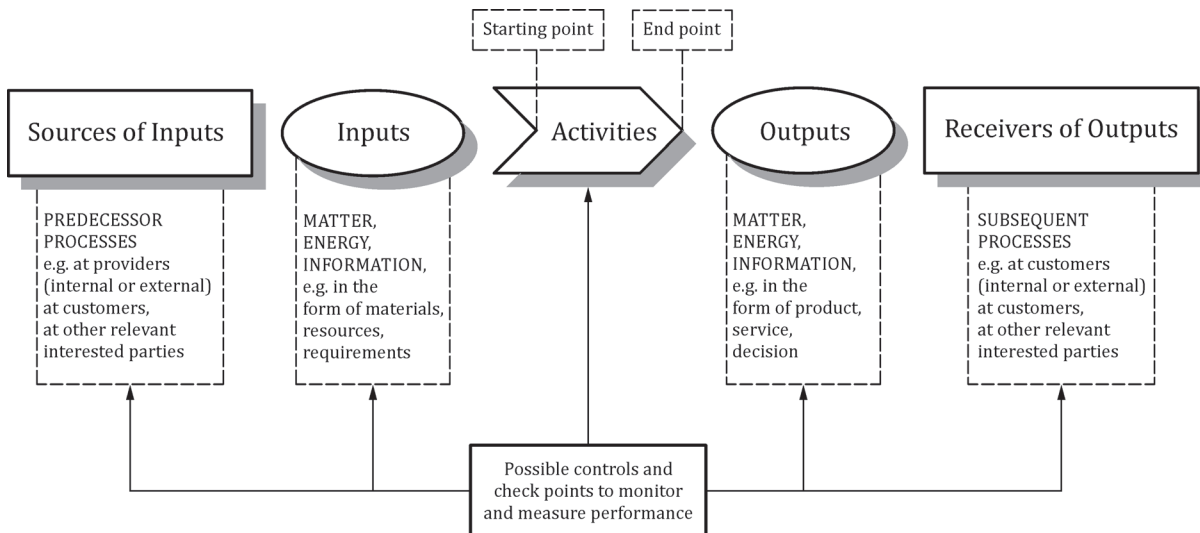 Starting point
End point
Sources of Inputs
Inputs
Activities
Outputs
Receivers of Outputs
PREDECESSOR
PROCESSES
e.g. at providers
(internal or external)
at customers,
at other relevant
interested parties
MATTER,
ENERGY,
INFORMATION,
e.g. in the
form of materials,
resources,
requirements
MATTER,
ENERGY,
INFORMATION,
e.g. in the
form of product,
service,
decision
SUBSEQUENT
PROCESSES
e.g. at customers
(internal or external)
at customers,
at other relevant
interested parties
Possible controls and
check points to monitor
and measure performance